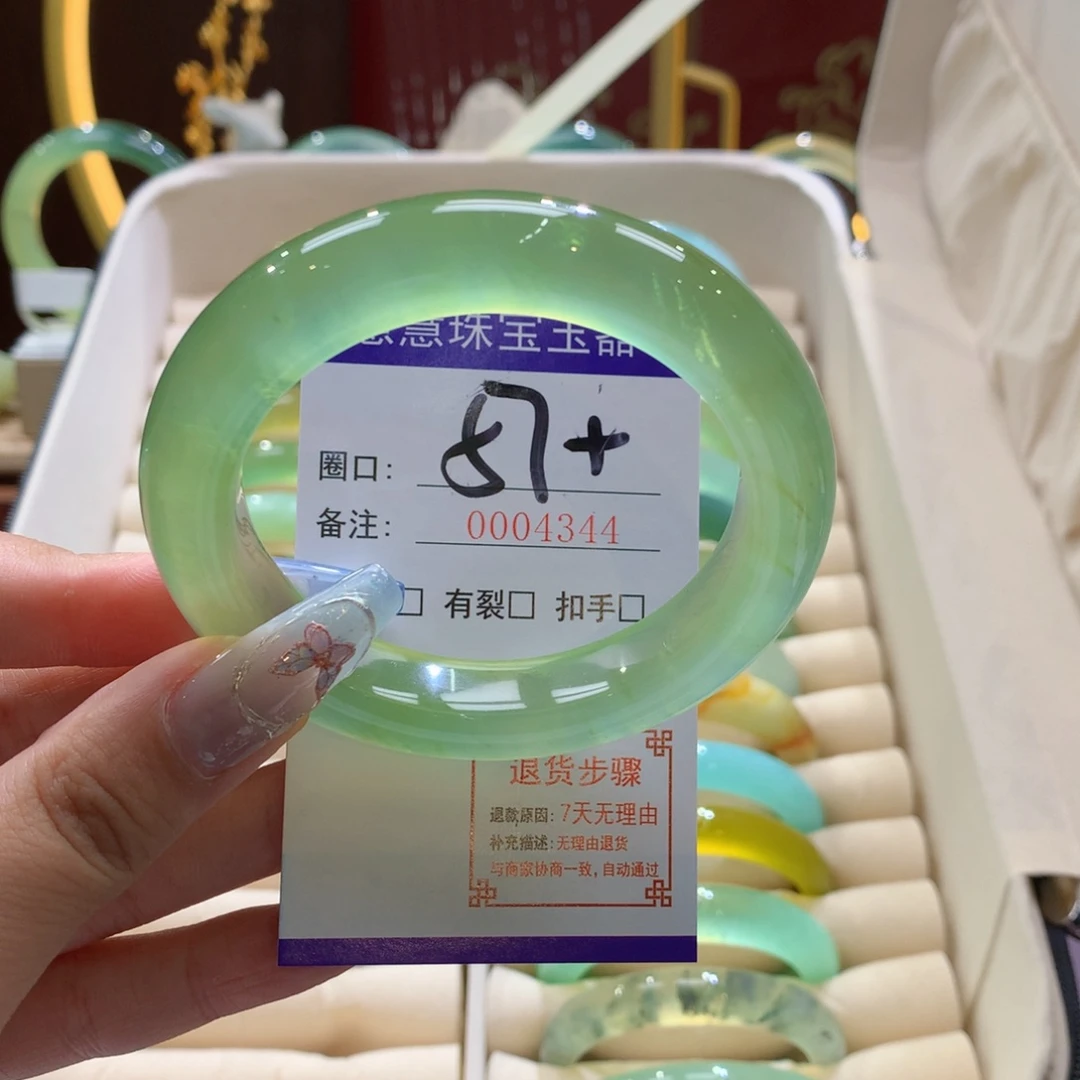 慧珠宝玉器
圈口: 57+
备注: 0004344
□ 有裂□ 扣手□
退货步骤
退款原因: 7天无理由
补充描述: 无理由退货
与商家协商一致, 自动通过